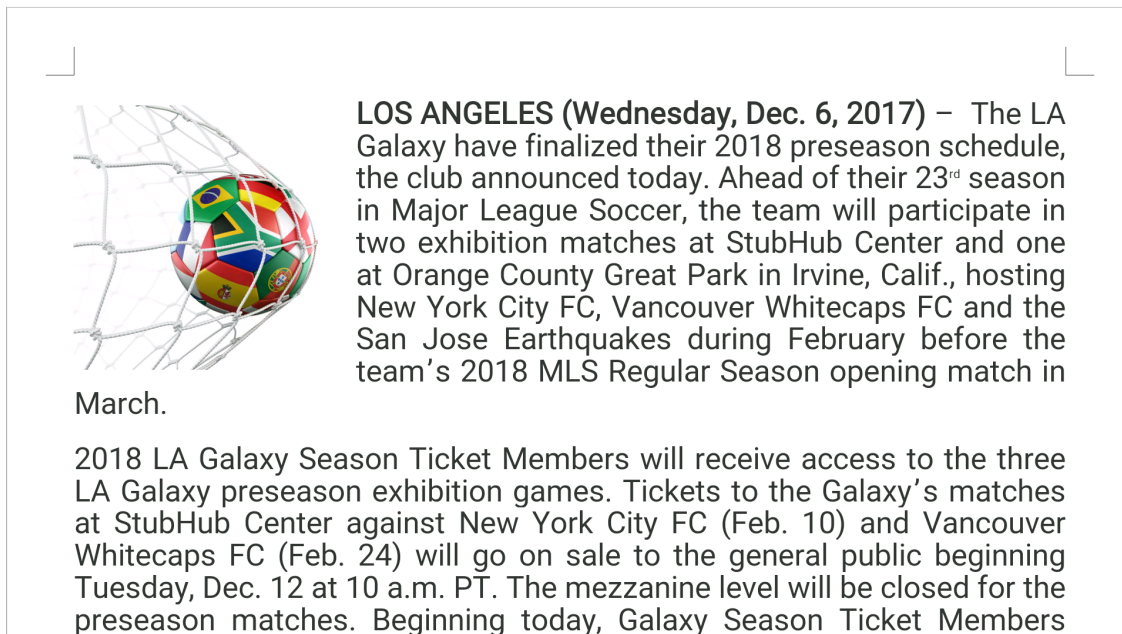 LOS ANGELES (Wednesday, Dec. 6, 2017) – The LA
Galaxy have finalized their 2018 preseason schedule,
the club announced today. Ahead of their 23rd season
in Major League Soccer, the team will participate in
two exhibition matches at StubHub Center and one
at Orange County Great Park in Irvine, Calif., hosting
New York City FC, Vancouver Whitecaps FC and the
San Jose Earthquakes during February before the
team’s 2018 MLS Regular Season opening match in
March.
2018 LA Galaxy Season Ticket Members will receive access to the three
LA Galaxy preseason exhibition games. Tickets to the Galaxy’s matches
at StubHub Center against New York City FC (Feb. 10) and Vancouver
Whitecaps FC (Feb. 24) will go on sale to the general public beginning
Tuesday, Dec. 12 at 10 a.m. PT. The mezzanine level will be closed for the
preseason matches. Beginning today, Galaxy Season Ticket Members